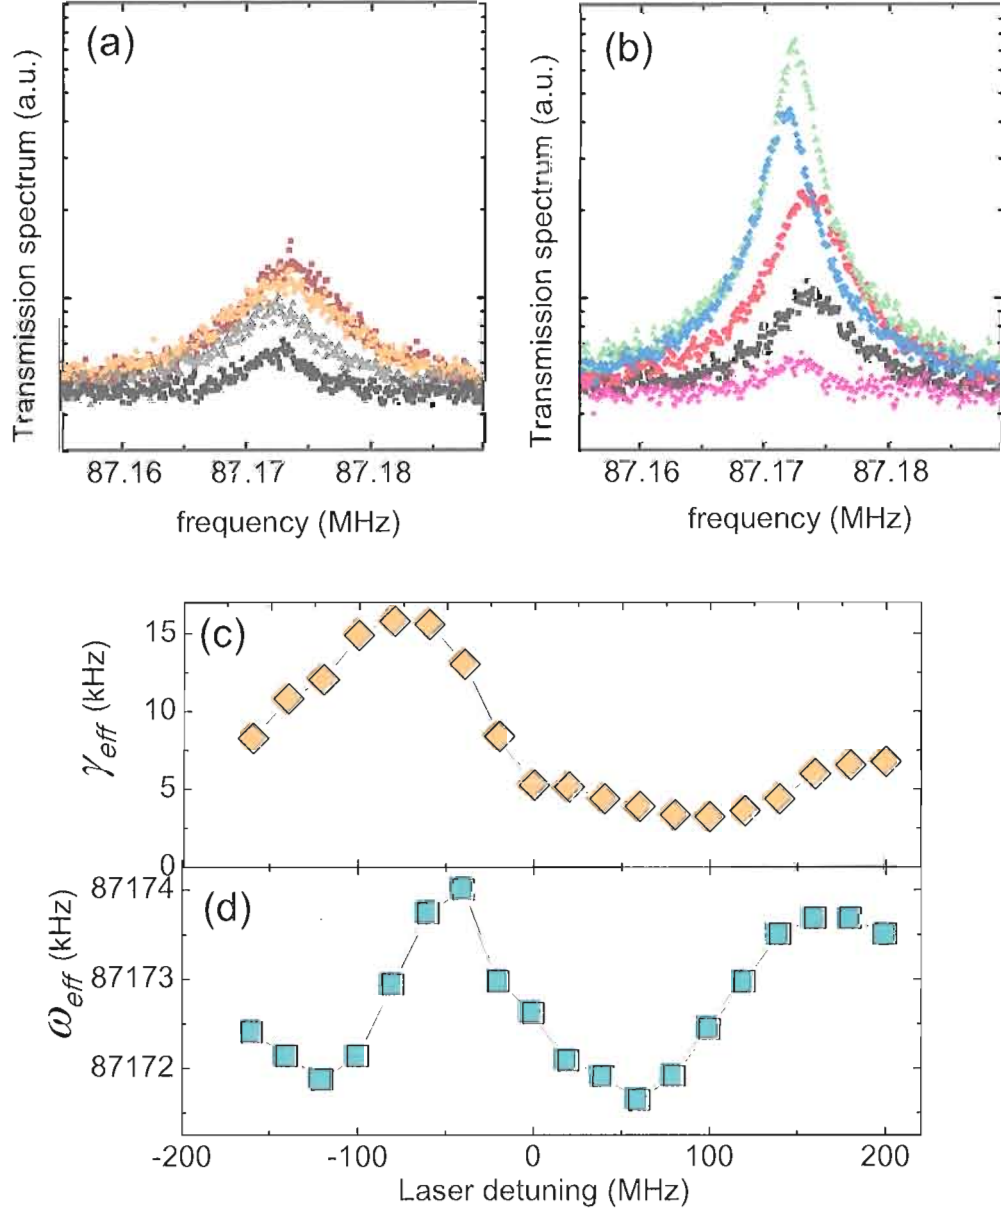 (a)
Transmission spectrum (a.u.)
87.16 87.17 87.18
frequency (MHz)
(b)
Transmission spectrum (a.u.)
87.16 87.17 87.18
frequency (MHz)
(c)
γeff (kHz)
15
10
5
0
(d)
ωeff (kHz)
87174
87173
87172
-200 -100 0 100 200
Laser detuning (MHz)